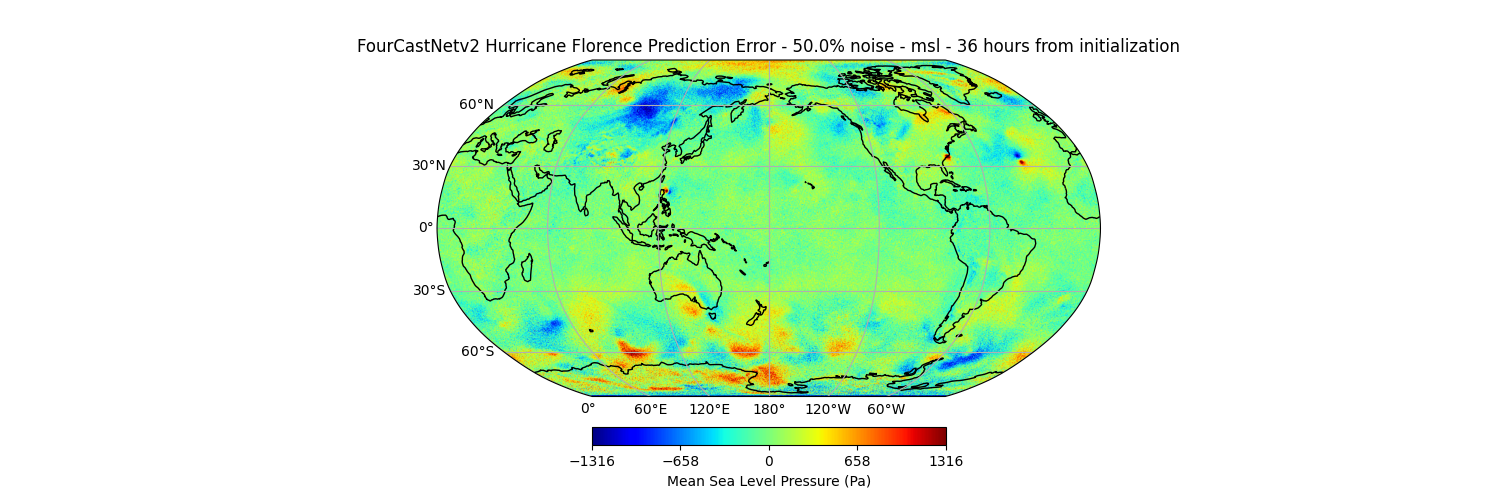 FourCastNetv2 Hurricane Florence Prediction Error - 50.0% noise - msl - 36 hours from initialization
60°N
30°N
0°
30°S
60°S
0° 60°E 120°E 180° 120°W 60°W
−1316 −658 0 658 1316
Mean Sea Level Pressure (Pa)